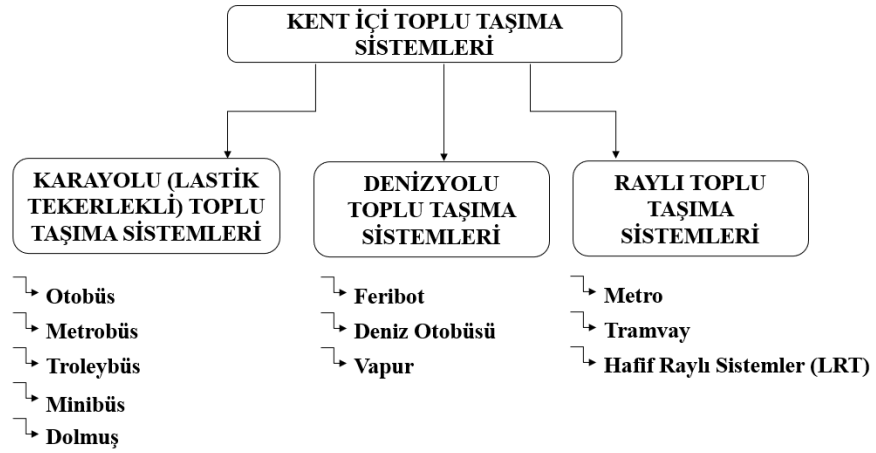 KENT İÇİ TOPLU TAŞIMA
SİSTEMLERİ
KARAYOLU (LASTİK
TEKERLEKLİ) TOPLU
TAŞIMA SİSTEMLERİ
Otobüs
Metrobüs
Troleybüs
Minibüs
Dolmuş
DENİZYOLU
TOPLU TAŞIMA
SİSTEMLERİ
Feribot
Deniz Otobüsü
Vapur
RAYLI TOPLU
TAŞIMA
SİSTEMLERİ
Metro
Tramvay
Hafif Raylı Sistemler (LRT)